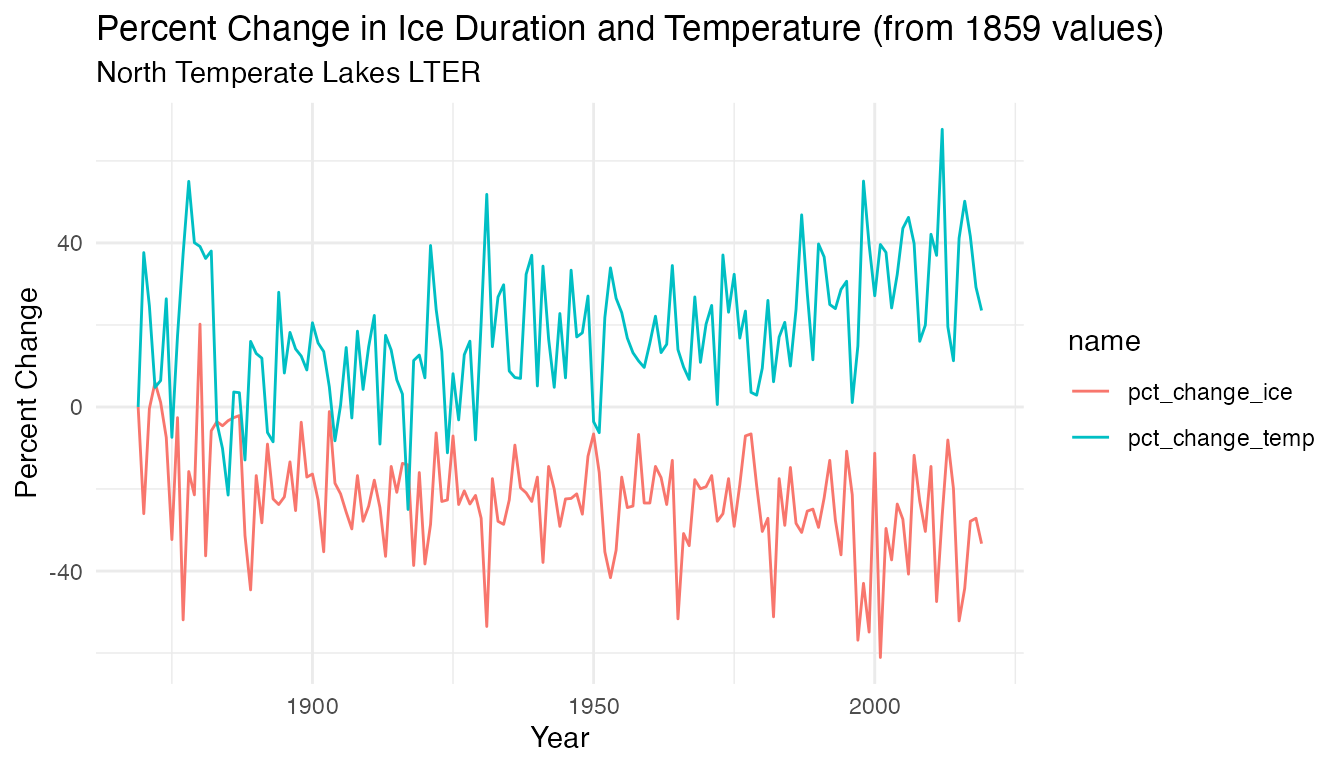 Percent Change in Ice Duration and Temperature (from 1859 values)
North Temperate Lakes LTER
Percent Change
40
0
-40
1900
1950
2000
Year
name
pct_change_ice
pct_change_temp